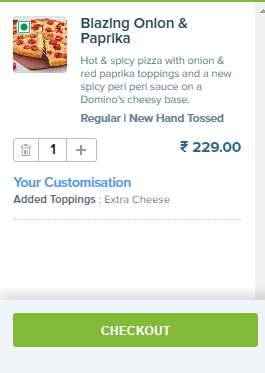 Blazing Onion &
Paprika
Hot & spicy pizza with onion &
red paprika toppings and a new
spicy peri peri sauce on a
Domino's cheesy base.
Regular | New Hand Tossed
1 +
₹ 229.00
Your Customisation
Added Toppings : Extra Cheese
CHECKOUT